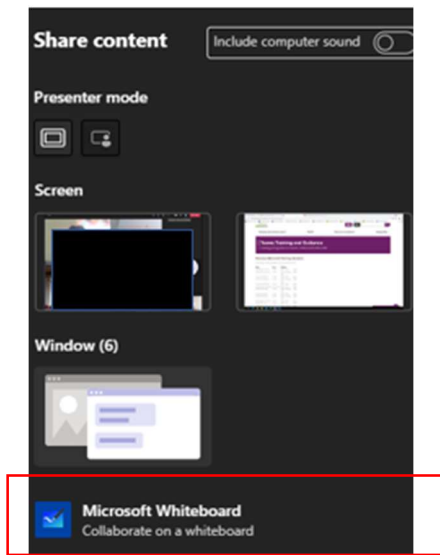 Share content
Include computer sound
Presenter mode
Screen
Teams Training and Guidance
Window (6)
Microsoft Whiteboard
Collaborate on a whiteboard